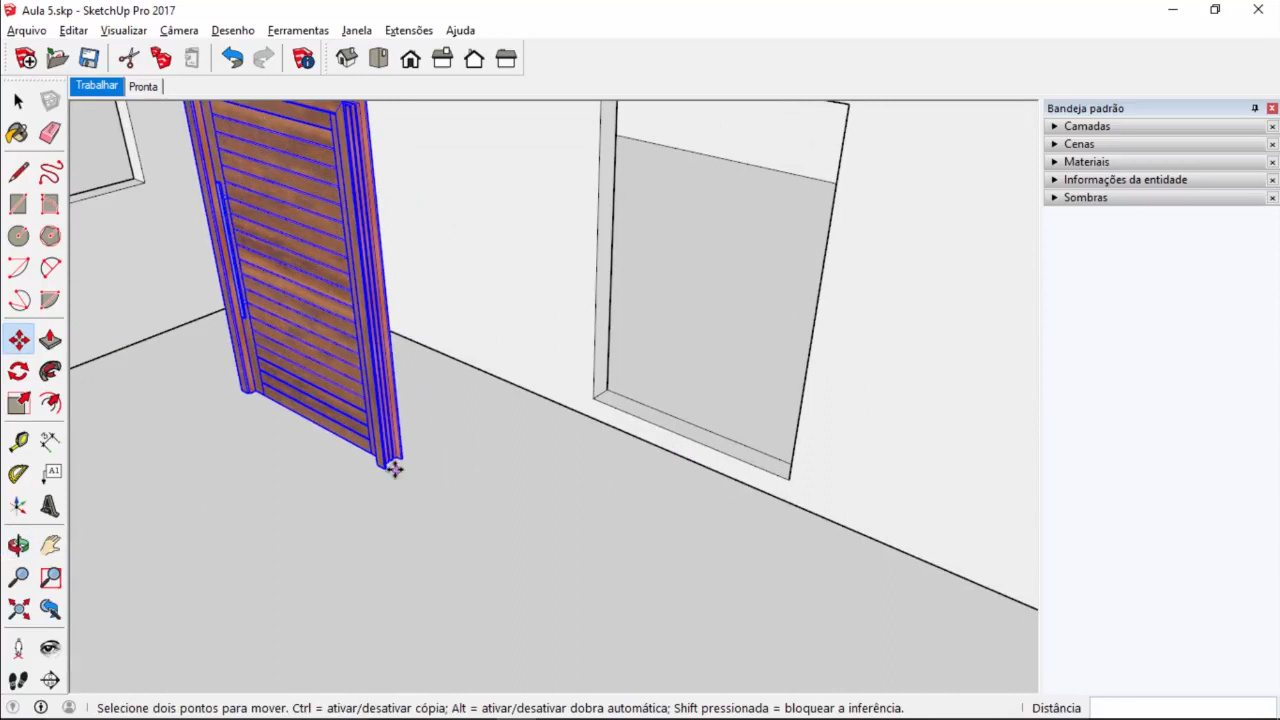 Aula 5.skp - SketchUp Pro 2017
Arquivo Editar Visualizar Câmera Desenho Ferramentas Janela Extensões Ajuda
Trabalhar Pronta
Bandeja padrão
Camadas
Cenas
Materiais
Informações da entidade
Sombras
A1
Selecione dois pontos para mover. Ctrl = ativar/desativar cópia; Alt = ativar/desativar dobra automática; Shift pressionada = bloquear a inferência.
Distância